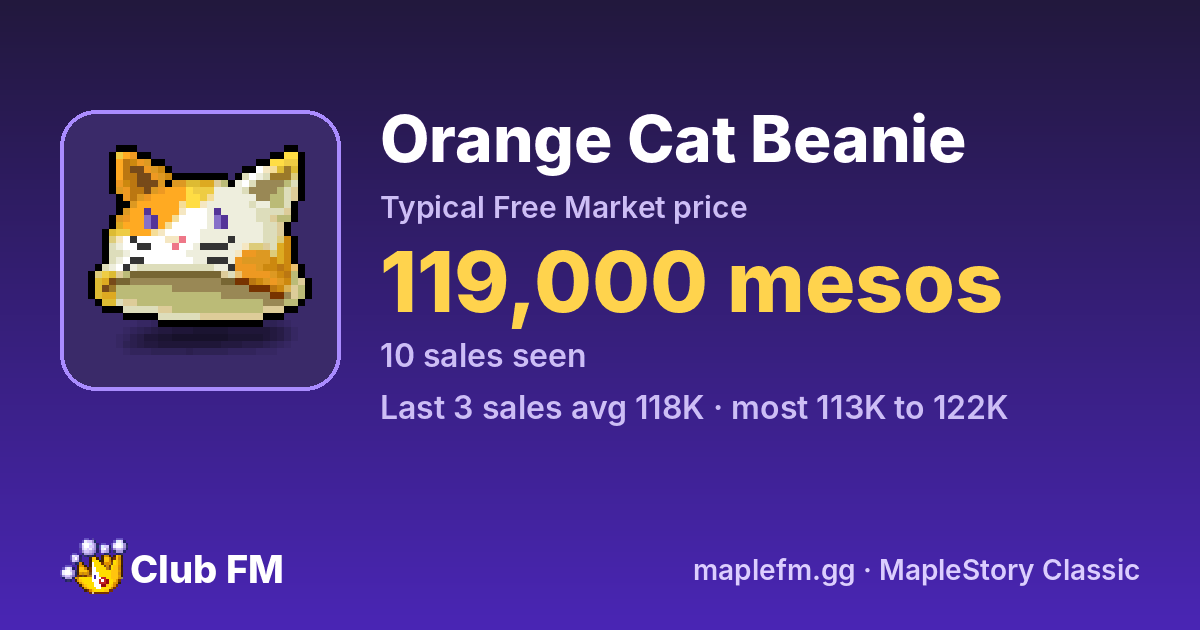 Orange Cat Beanie
Typical Free Market price
119,000 mesos
10 sales seen
Last 3 sales avg 118K · most 113K to 122K
Club FM
maplefm.gg · MapleStory Classic